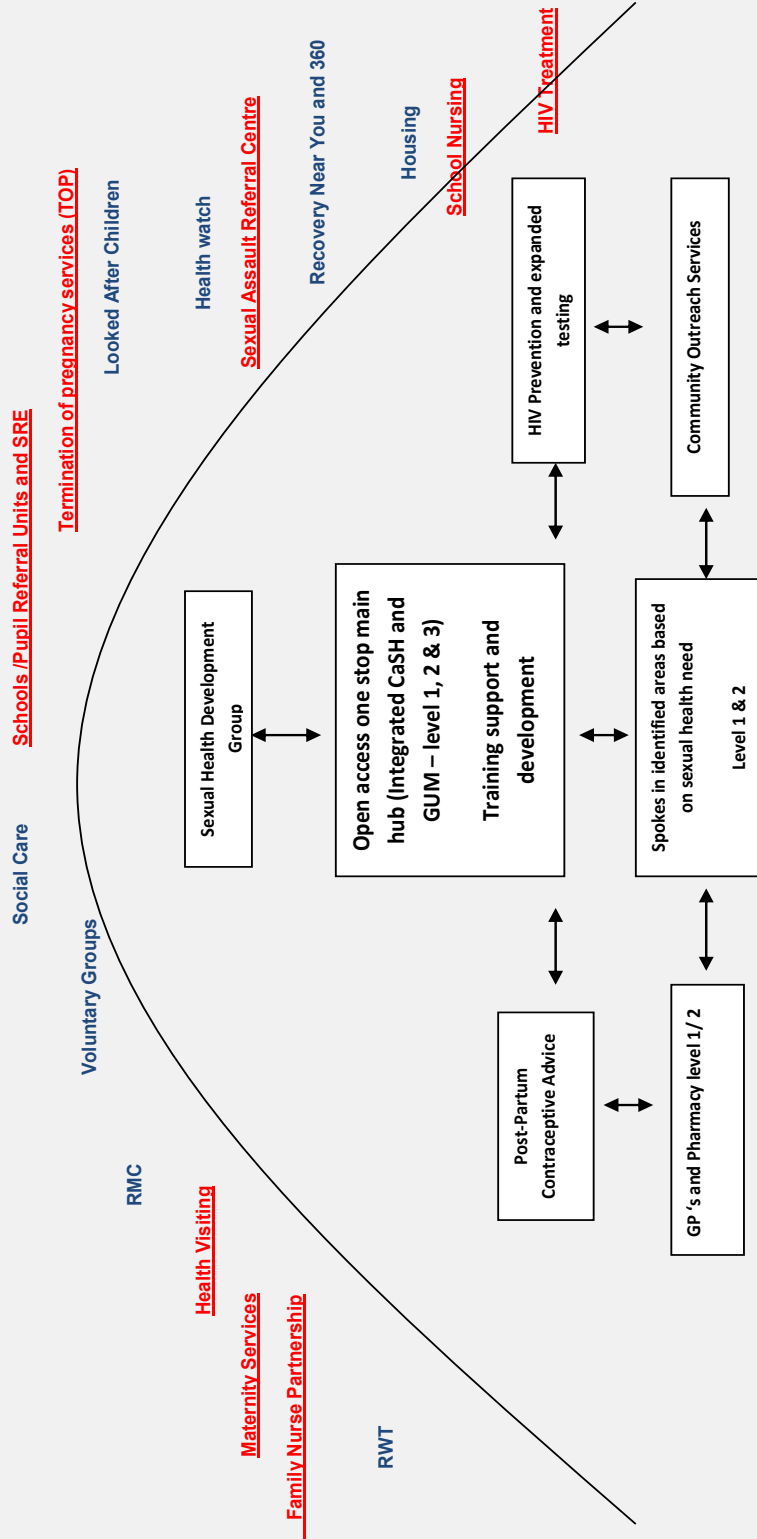 Social Care
Schools /Pupil Referral Units and SRE
Voluntary Groups
Termination of pregnancy services (TOP)
Looked After Children
RMC
Health watch
Health Visiting
Sexual Assault Referral Centre
Maternity Services
Family Nurse Partnership
Recovery Near You and 360
RWT
Housing
School Nursing
HIV Treatment
Sexual Health Development
Group
Open access one stop main
hub (Integrated CaSH and
GUM – level 1, 2 & 3)
Training support and
development
Post-Partum
Contraceptive Advice
HIV Prevention and expanded
testing
GP ‘s and Pharmacy level 1/ 2
Spokes in identified areas based
on sexual health need
Level 1 & 2
Community Outreach Services